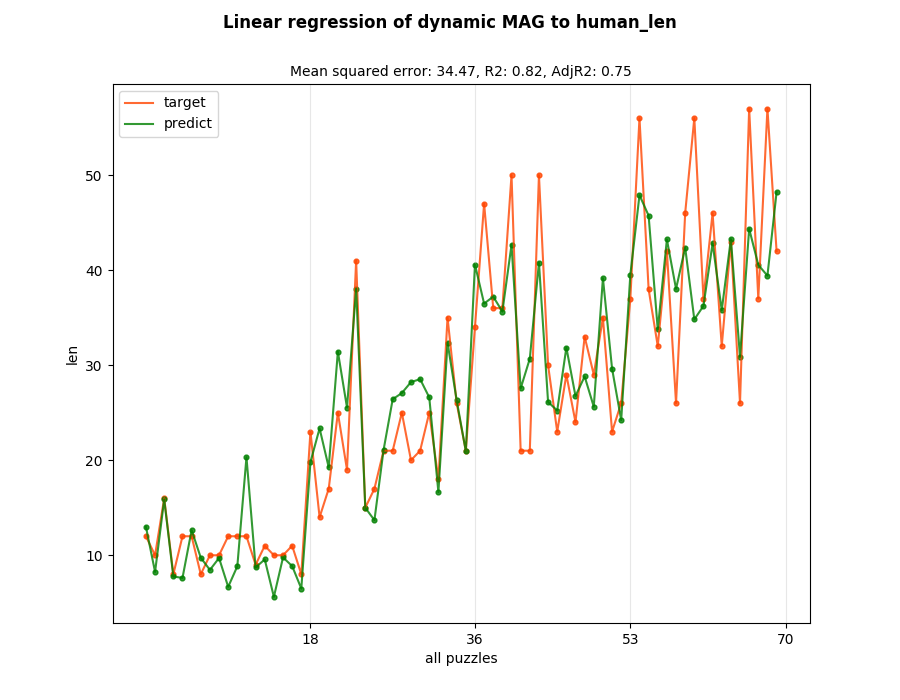 Linear regression of dynamic MAG to human_len
Mean squared error: 34.47, R2: 0.82, AdjR2: 0.75
target
predict
50
40
30
20
10
len
18
36
53
70
all puzzles